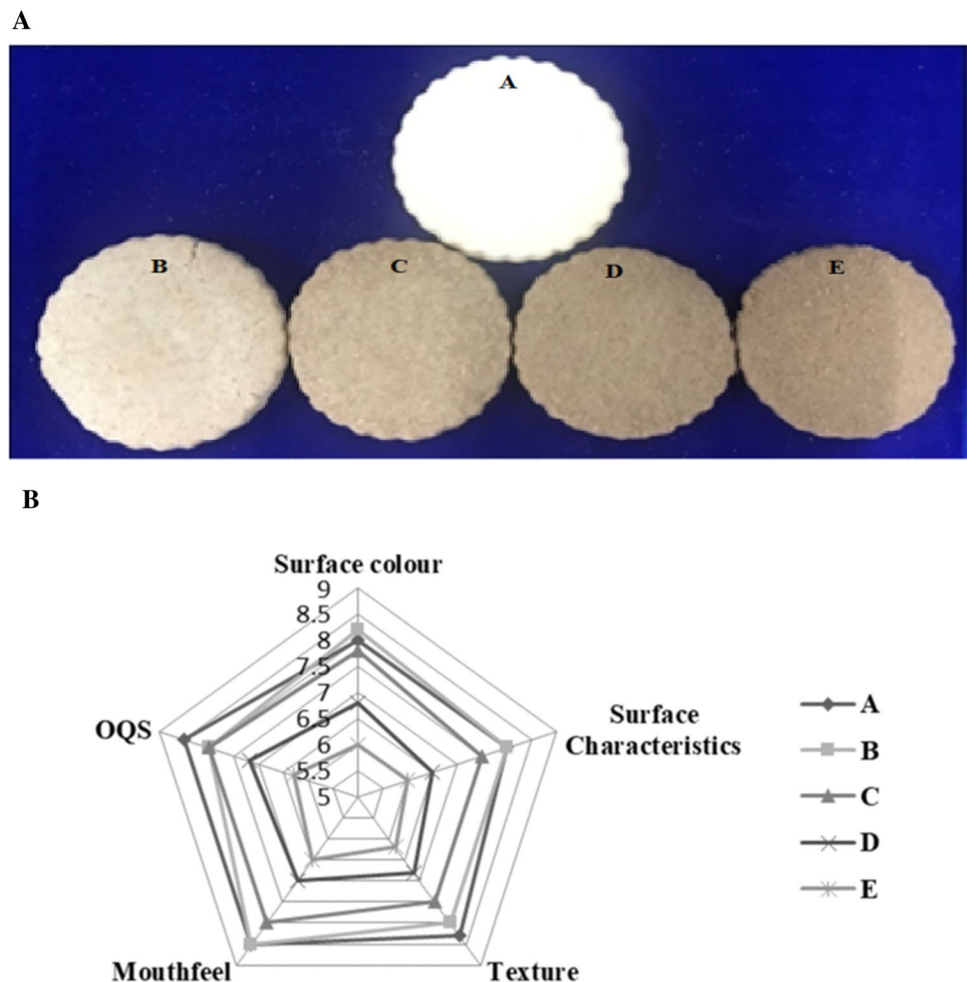 A
A
B
C
D
E
B
Surface colour
9
8.5
8
7.5
7
6.5
6
5.5
5
OQS
Surface
Characteristics
Mouthfeel
Texture
A
B
C
D
E